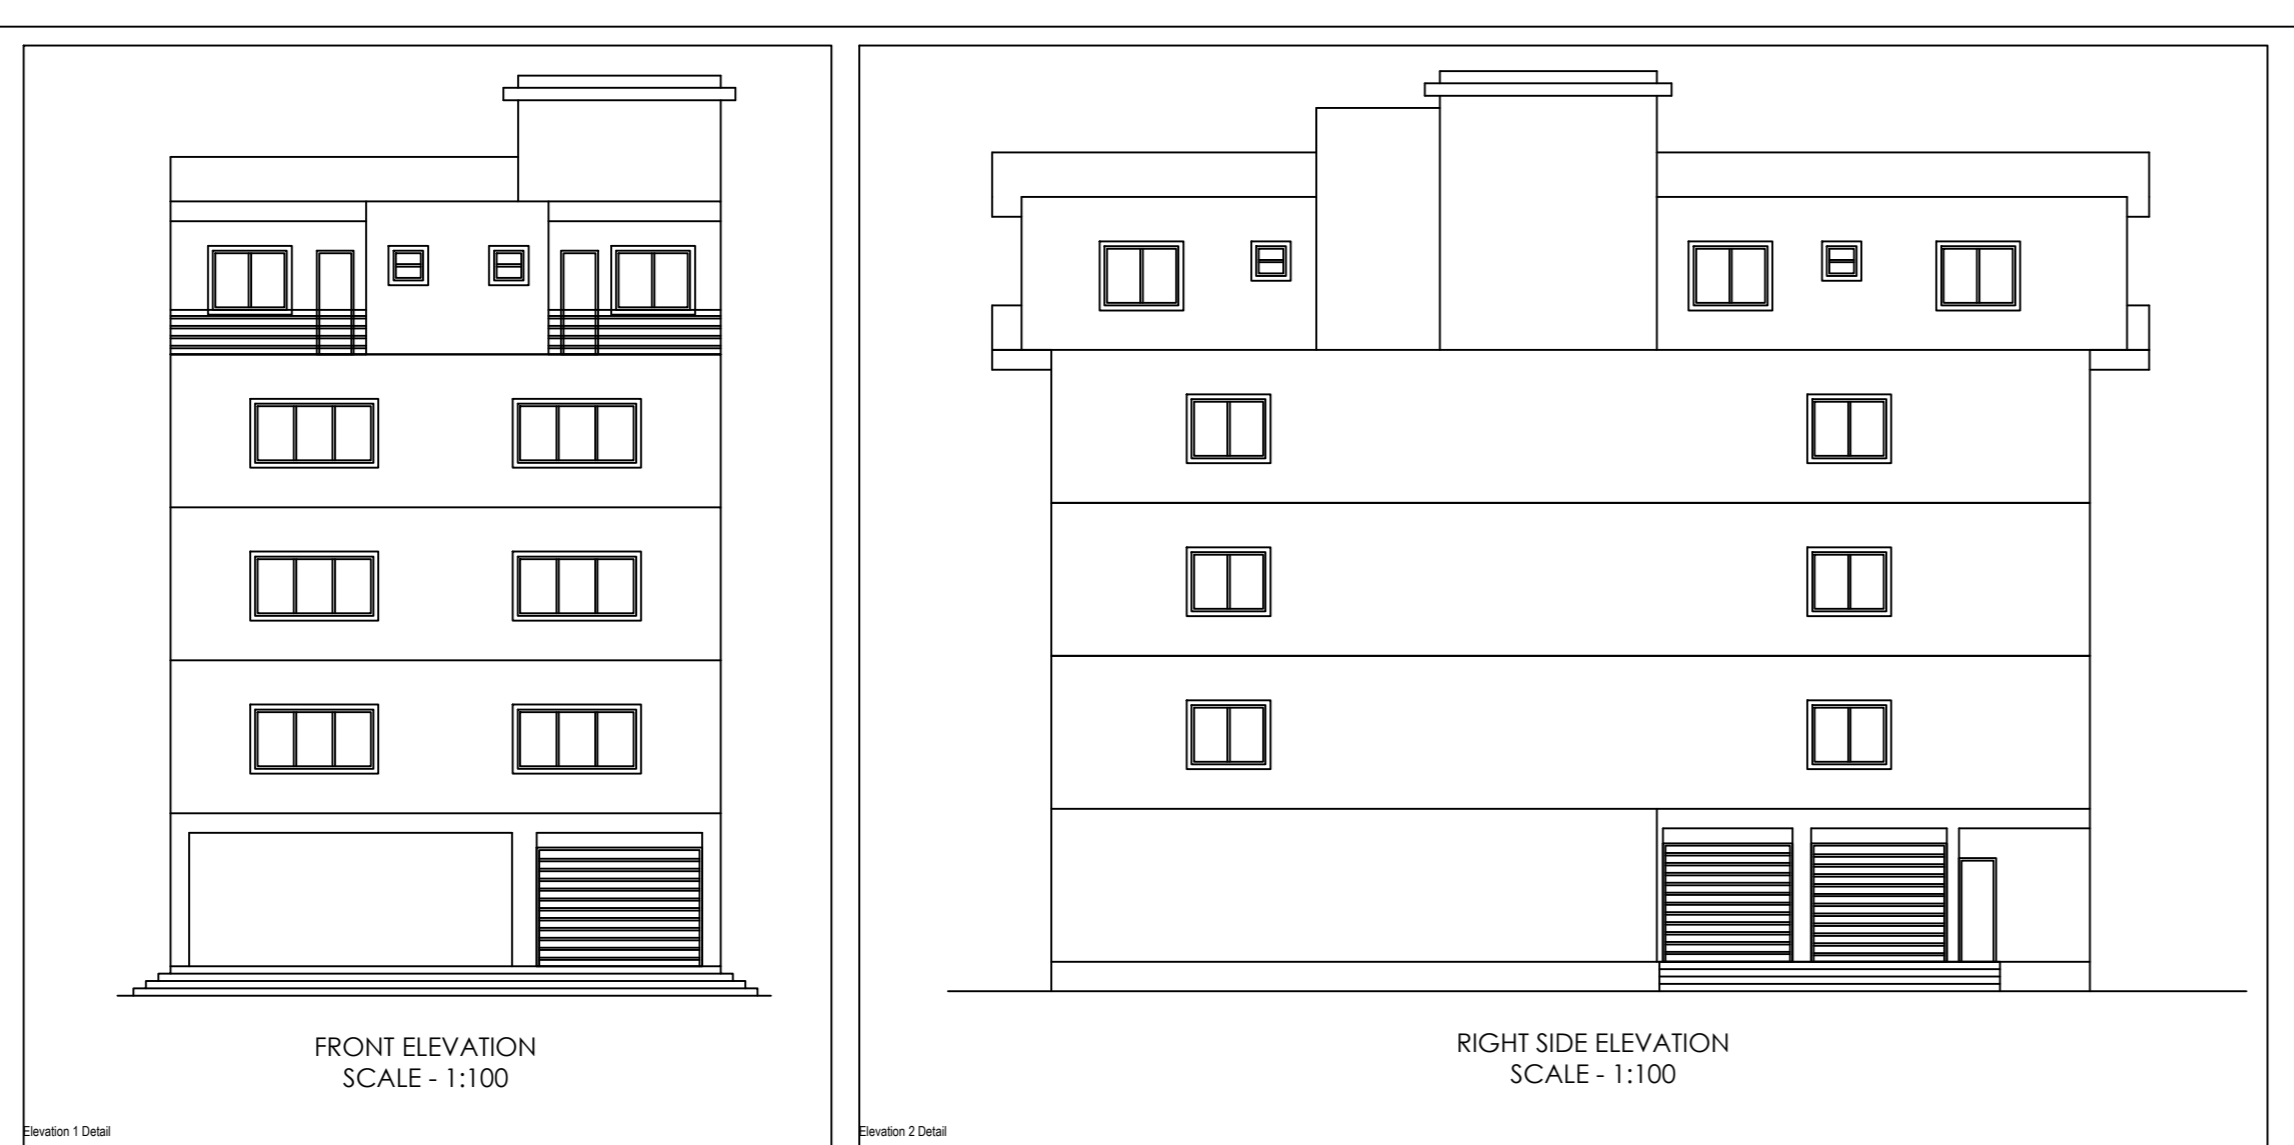 FRONT ELEVATION
SCALE - 1:100
Elevation 1 Detail
RIGHT SIDE ELEVATION
SCALE - 1:100
Elevation 2 Detail